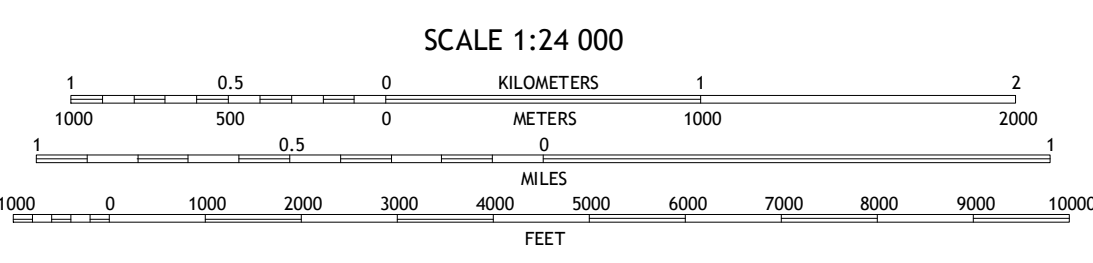 SCALE 1:24 000
1 0.5 0 KILOMETERS 1 2
1000 500 0 METERS 1000 2000
1 0.5 0 1
MILES
1000 0 1000 2000 3000 4000 5000 6000 7000 8000 9000 10000
FEET